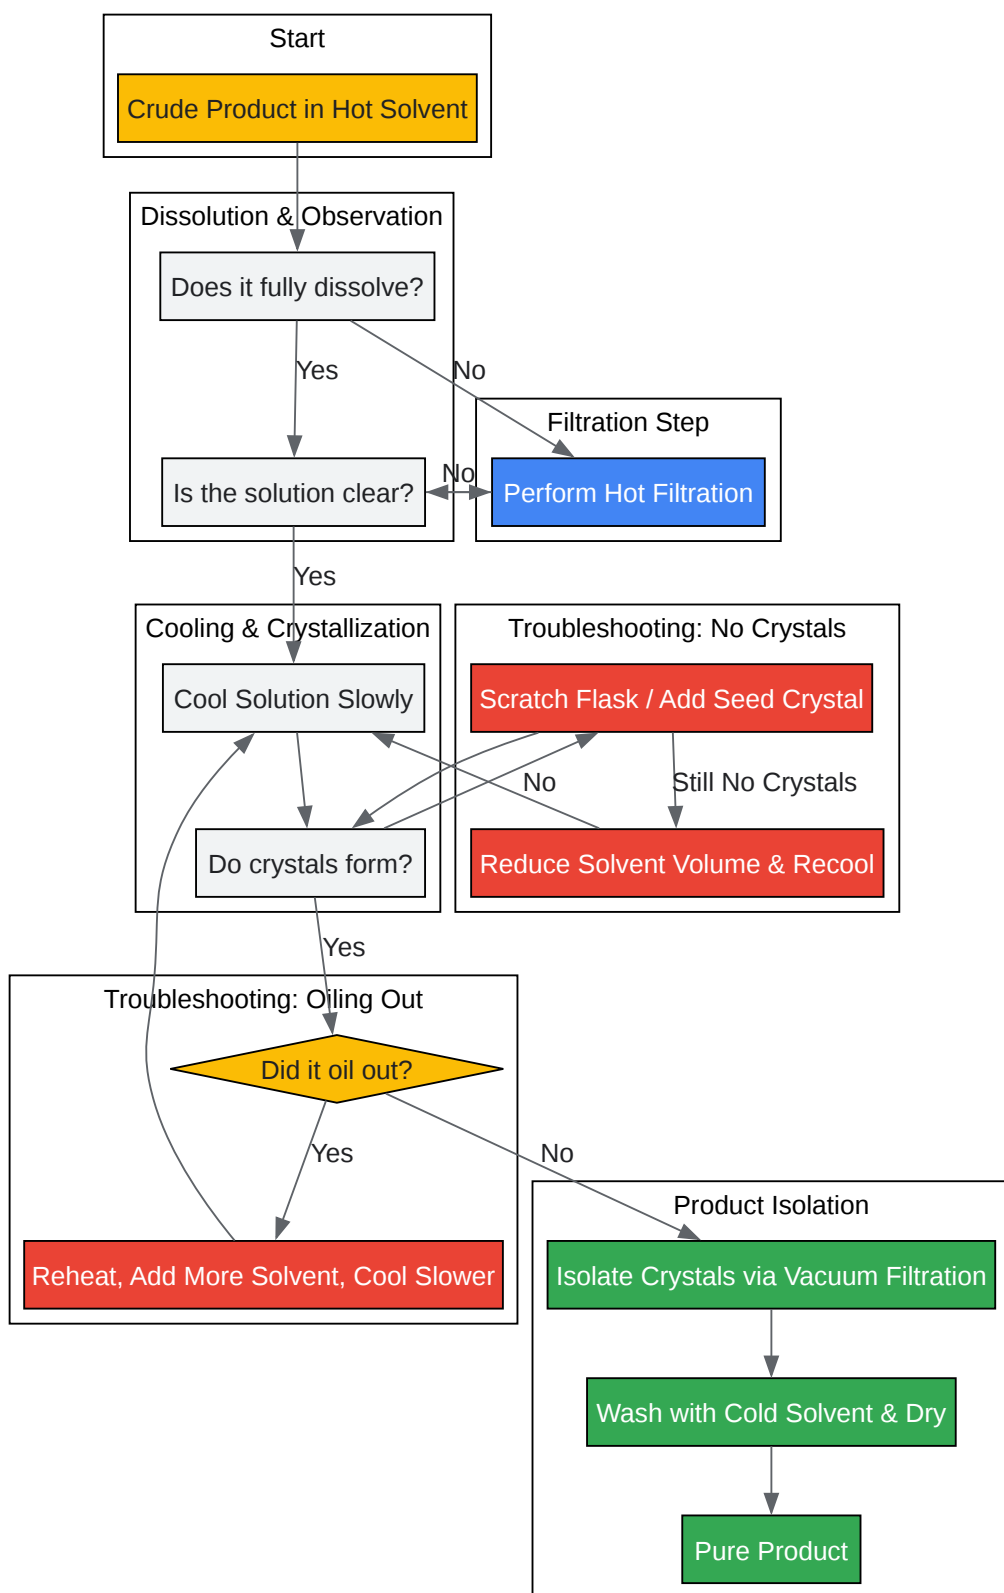 Start
Crude Product in Hot Solvent
Dissolution & Observation
Does it fully dissolve?
Yes
No
Filtration Step
Is the solution clear?
No
Perform Hot Filtration
Yes
Cooling & Crystallization
Troubleshooting: No Crystals
Cool Solution Slowly
Scratch Flask / Add Seed Crystal
No
Still No Crystals
Do crystals form?
Reduce Solvent Volume & Recool
Yes
Troubleshooting: Oiling Out
Did it oil out?
Yes
No
Product Isolation
Reheat, Add More Solvent, Cool Slower
Isolate Crystals via Vacuum Filtration
Wash with Cold Solvent & Dry
Pure Product